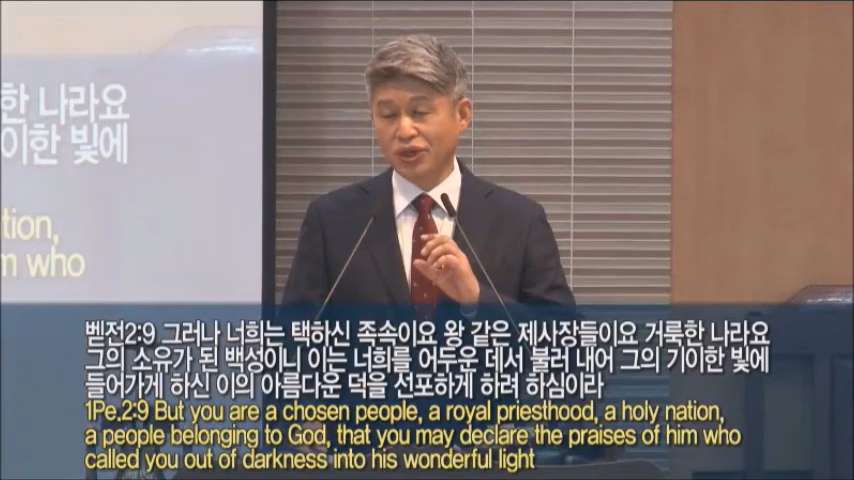 한 나라요
이한 빛에
tion,
m who
벧전2:9 그러나 너희는 택하신 족속이요 왕 같은 제사장들이요 거룩한 나라요
그의 소유가 된 백성이니 이는 너희를 어두운 데서 불러 내어 그의 기이한 빛에
들어가게 하신 이의 아름다운 덕을 선포하게 하려 하심이라
1Pe.2:9 But you are a chosen people, a royal priesthood, a holy nation,
a people belonging to God, that you may declare the praises of him who
called you out of darkness into his wonderful light